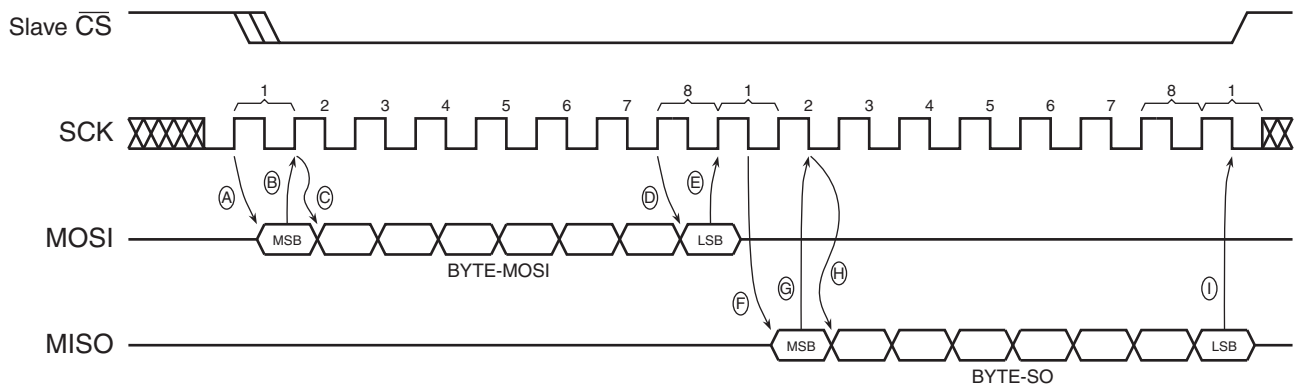 Slave CS
1 2 3 4 5 6 7 8 1 2 3 4 5 6 7 8 1
SCK
A B C D E
MOSI MSB LSB
BYTE-MOSI
F G H I
MISO MSB LSB
BYTE-SO